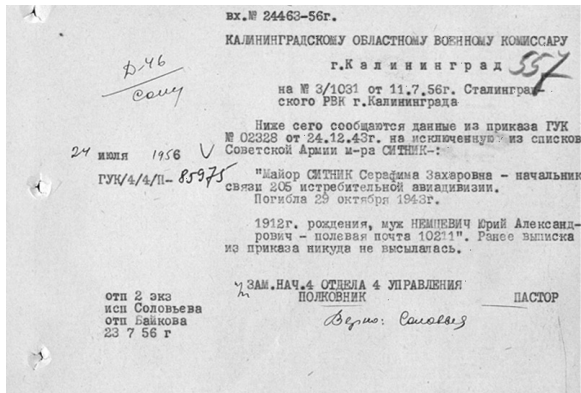 вх.№ 24463-56г.
КАЛИНИНГРАДСКОМУ ОБЛАСТНОМУ ВОЕННОМУ КОМИССАРУ
г.Калининград
557
Д-46
Солу
на № 3/1031 от 11.7.56г. Сталинград-
ского РВК г.Калининграда
Ниже сего сообщаются данные из приказа ГУК
№ 02328 от 24.12.43г. на исключенную из списков
Советской Армии м-ра СИТНИК-:
24 июля 1956
ГУК/4/4/П- 85975
"Майор СИТНИК Серафима Захаровна - начальник
связи 205 истребительной авиадивизии.
Погибла 29 октября 1943г.
1912г. рождения, муж НЕМЦЕВИЧ Юрий Александ-
рович - полевая почта 10211". Ранее выписка
из приказа никуда не высылалась.
ЗАМ.НАЧ.4 ОТДЕЛА 4 УПРАВЛЕНИЯ
ПОЛКОВНИК ПАСТОР
отп 2 экз
исп Соловьева
отп Байкова
23 7 56 г
Верно: Соловьев